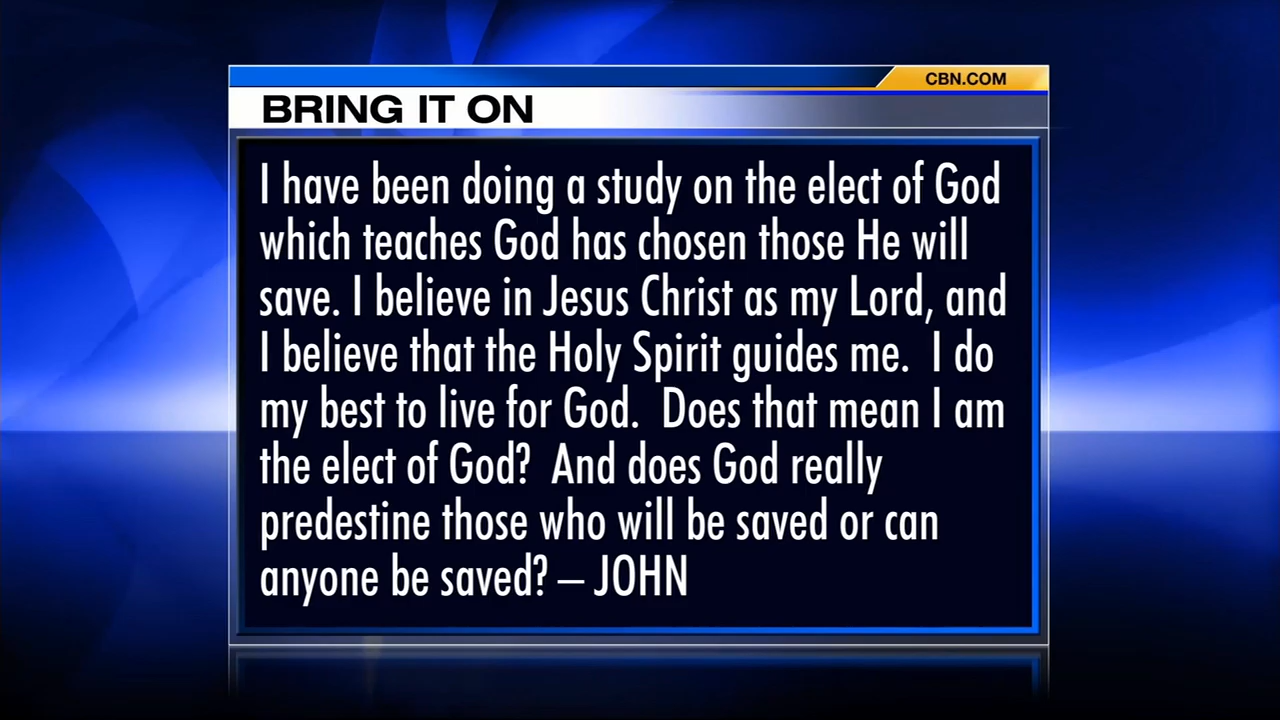 CBN.COM
BRING IT ON
I have been doing a study on the elect of God
which teaches God has chosen those He will
save. I believe in Jesus Christ as my Lord, and
I believe that the Holy Spirit guides me.  I do
my best to live for God.  Does that mean I am
the elect of God?  And does God really
predestine those who will be saved or can
anyone be saved? – JOHN